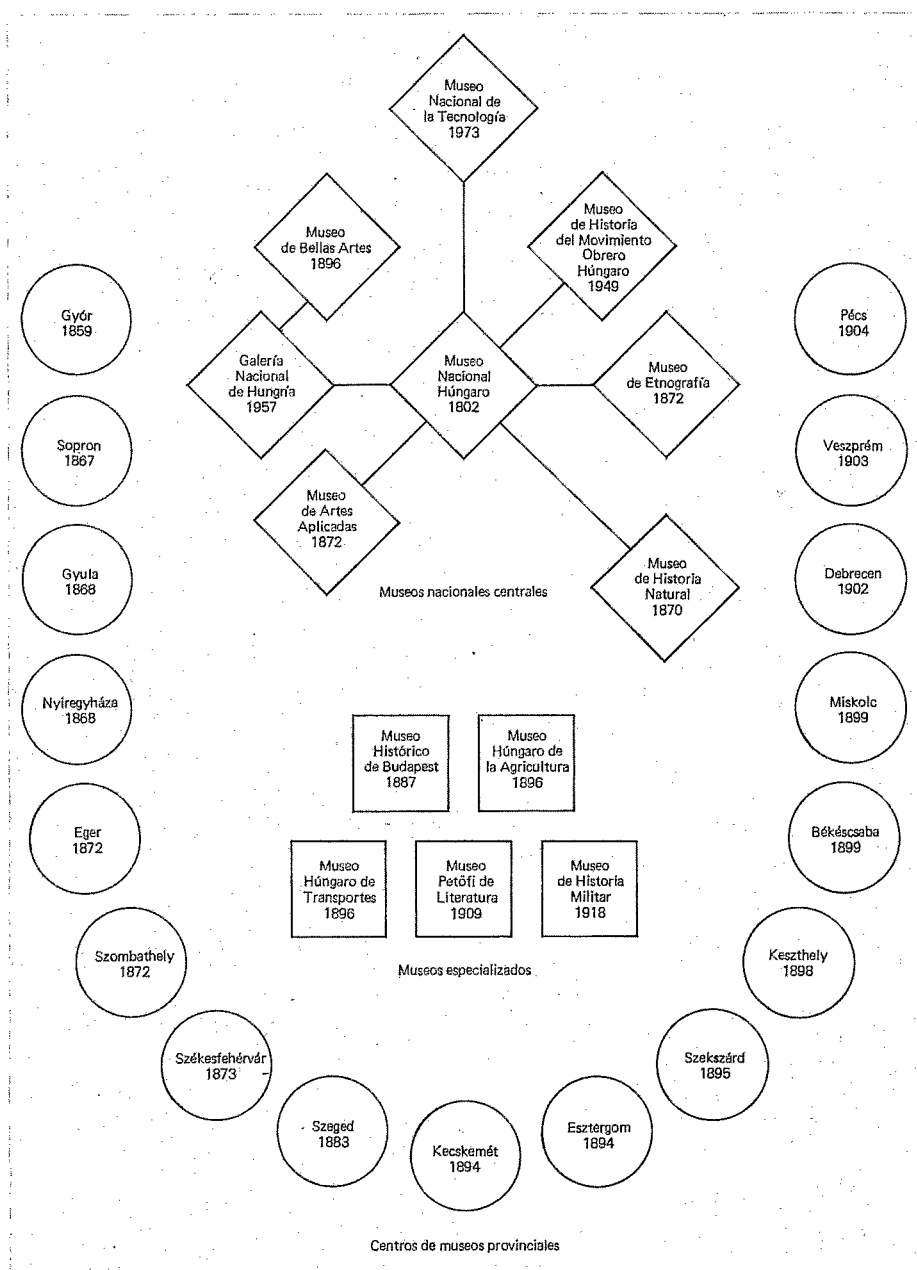 Museo
Nacional de
la Tecnología
1973
Museo
de Bellas Artes
1896
Museo
de Historia
del Movimiento
Obrero
Húngaro
1949
Galería
Nacional
de Hungría
1957
Museo
Nacional
Húngaro
1802
Museo
de Etnografía
1872
Museo
de Artes
Aplicadas
1872
Museo
de Historia
Natural
1870
Museos nacionales centrales
Museo
Histórico
de Budapest
1887
Museo
Húngaro de
la Agricultura
1896
Museo
Húngaro de
Transportes
1896
Museo
Petőfi de
Literatura
1909
Museo
de Historia
Militar
1918
Museos especializados
Győr
1859
Sopron
1867
Gyula
1868
Nyíregyháza
1868
Eger
1872
Szombathely
1872
Székesfehérvár
1873
Szeged
1883
Kecskemét
1894
Esztergom
1894
Szekszárd
1895
Keszthely
1898
Békéscsaba
1899
Miskolc
1899
Debrecen
1902
Veszprém
1903
Pécs
1904
Centros de museos provinciales